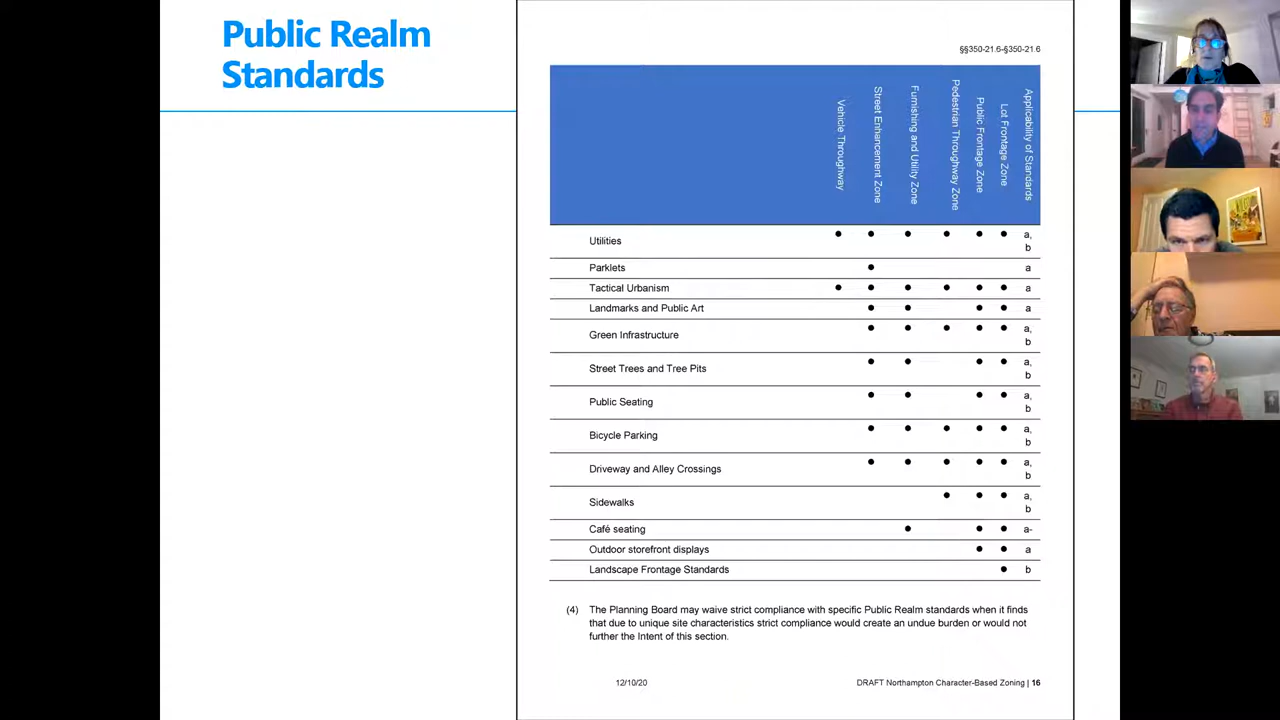 Public Realm
Standards
§§350-21.6-§350-21.6
Vehicle Throughway
Street Enhancement Zone
Furnishing and Utility Zone
Pedestrian Throughway Zone
Public Frontage Zone
Lot Frontage Zone
Applicability of Standards
Utilities ● ● ● ● ● ● a,
b
Parklets ● a
Tactical Urbanism ● ● ● ● ● ● a
Landmarks and Public Art ● ● ● ● a
Green Infrastructure ● ● ● ● ● a,
b
Street Trees and Tree Pits ● ● ● ● a,
b
Public Seating ● ● ● ● a,
b
Bicycle Parking ● ● ● ● ● a,
b
Driveway and Alley Crossings ● ● ● ● ● a,
b
Sidewalks ● ● ● a,
b
Café seating ● ● ● a-
Outdoor storefront displays ● ● a
Landscape Frontage Standards ● b
(4) The Planning Board may waive strict compliance with specific Public Realm standards when it finds
that due to unique site characteristics strict compliance would create an undue burden or would not
further the Intent of this section.
12/10/20 DRAFT Northampton Character-Based Zoning | 16